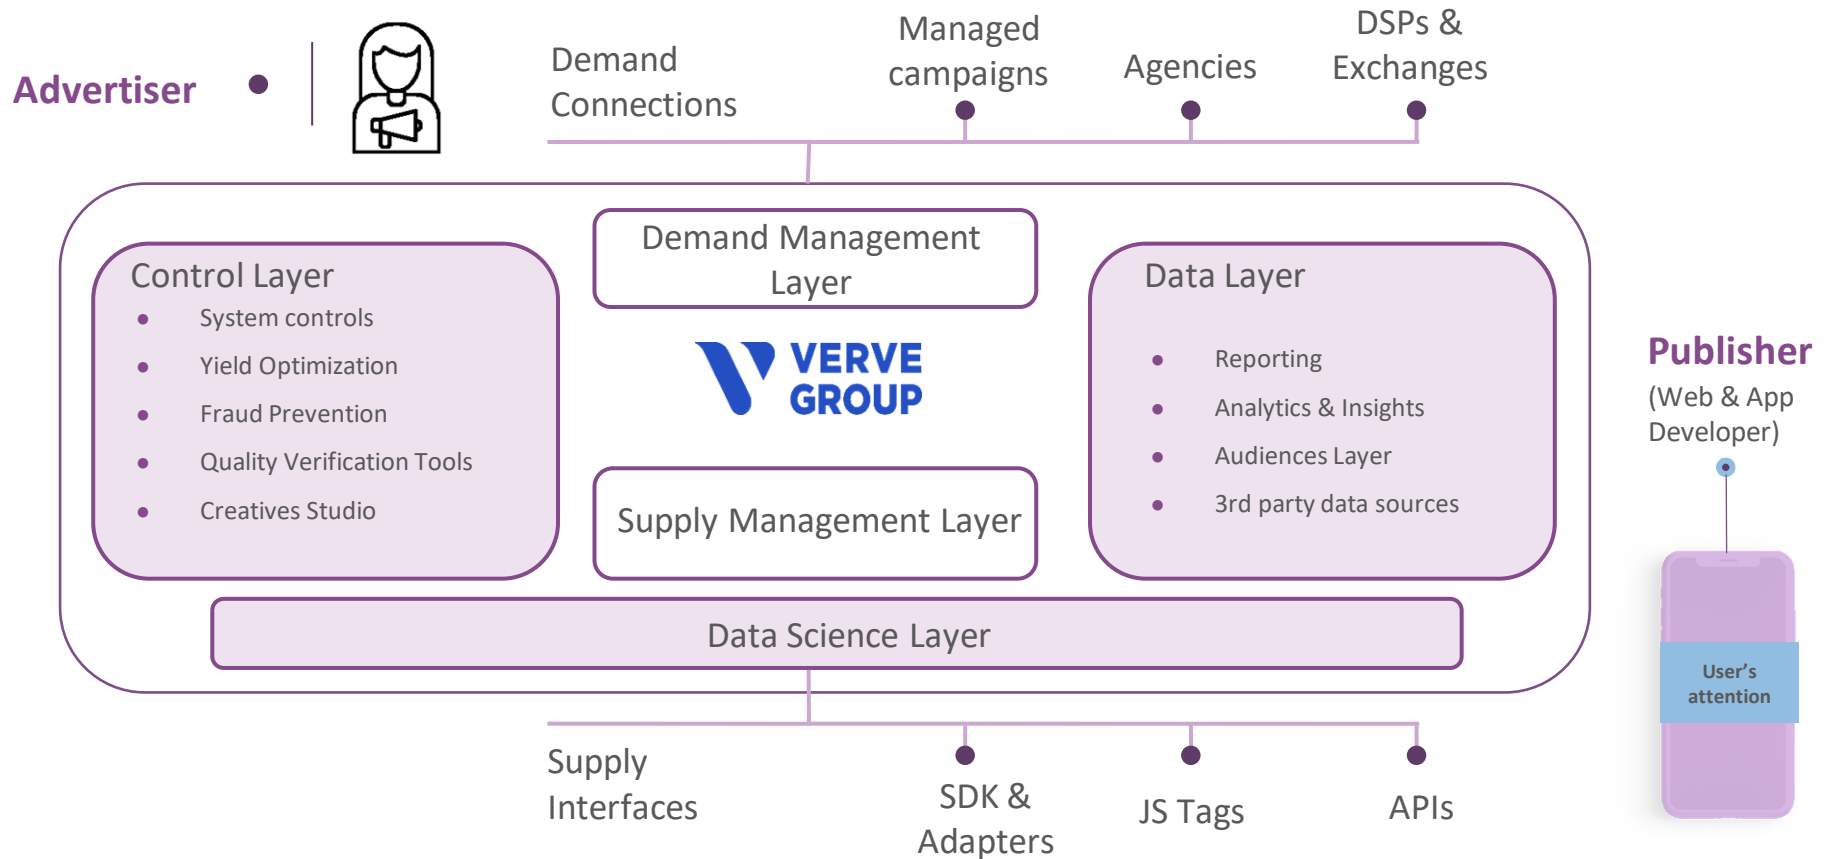 Advertiser
Demand
Connections
Managed
campaigns
Agencies
DSPs &
Exchanges
Demand Management
Layer
Control Layer
● System controls
● Yield Optimization
● Fraud Prevention
● Quality Verification Tools
● Creatives Studio
VERVE
GROUP
Supply Management Layer
Data Layer
● Reporting
● Analytics & Insights
● Audiences Layer
● 3rd party data sources
Data Science Layer
Publisher
(Web & App
Developer)
User's
attention
Supply
Interfaces
SDK &
Adapters
JS Tags
APIs